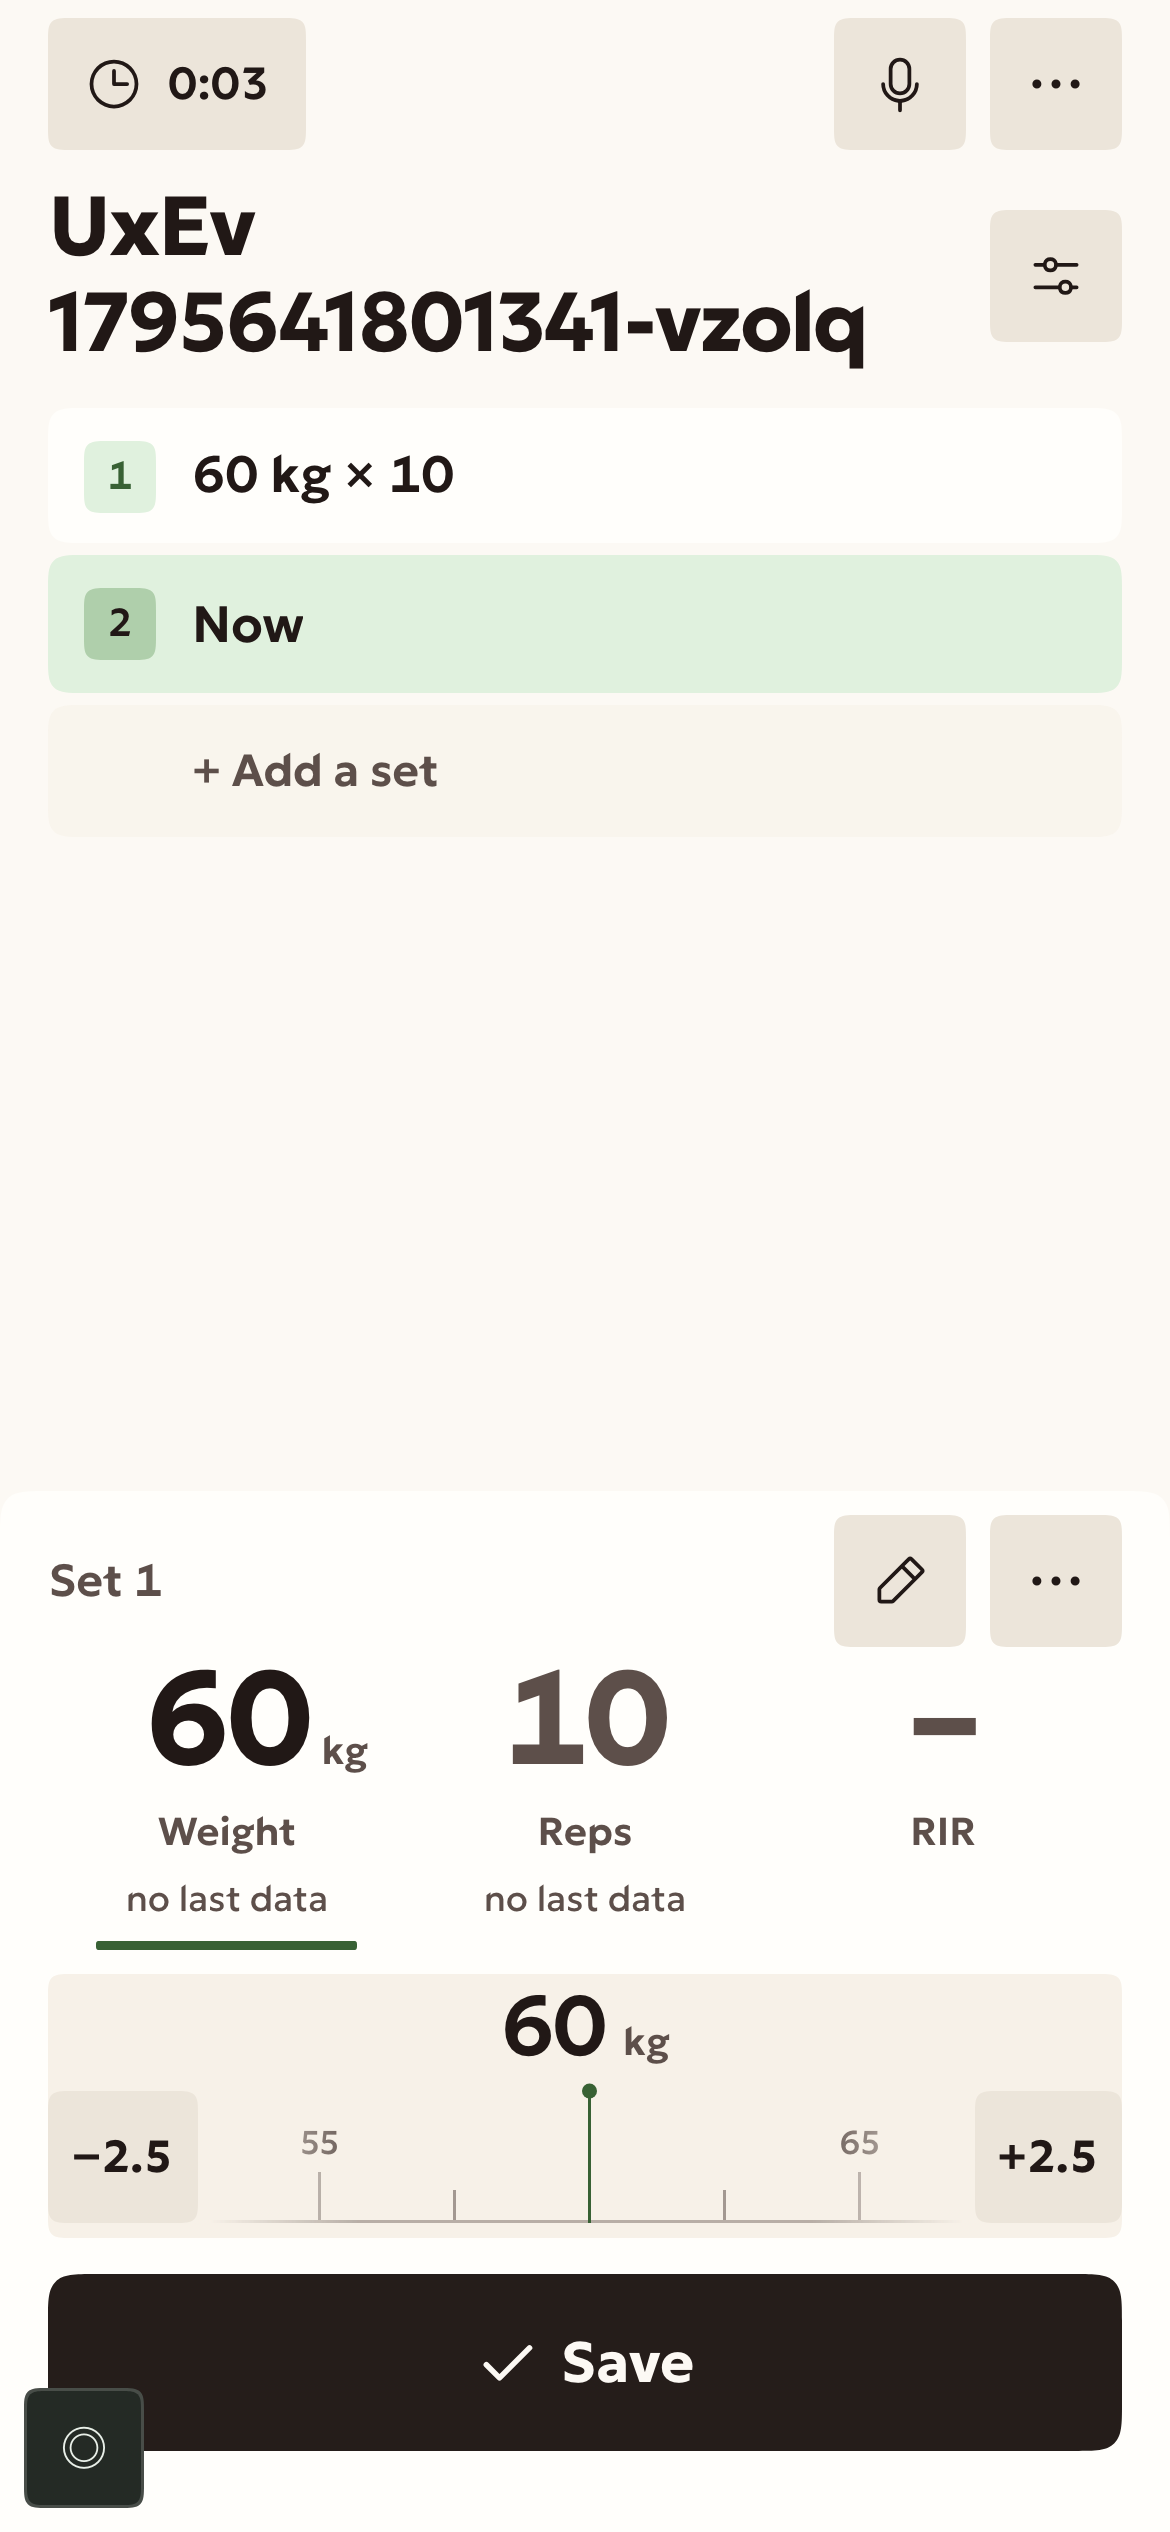 0:03
UxEv
1795641801341-vzolq
1 60 kg × 10
2 Now
+ Add a set
Set 1
60 kg 10 –
Weight Reps RIR
no last data no last data
60 kg
−2.5 55 65 +2.5
Save